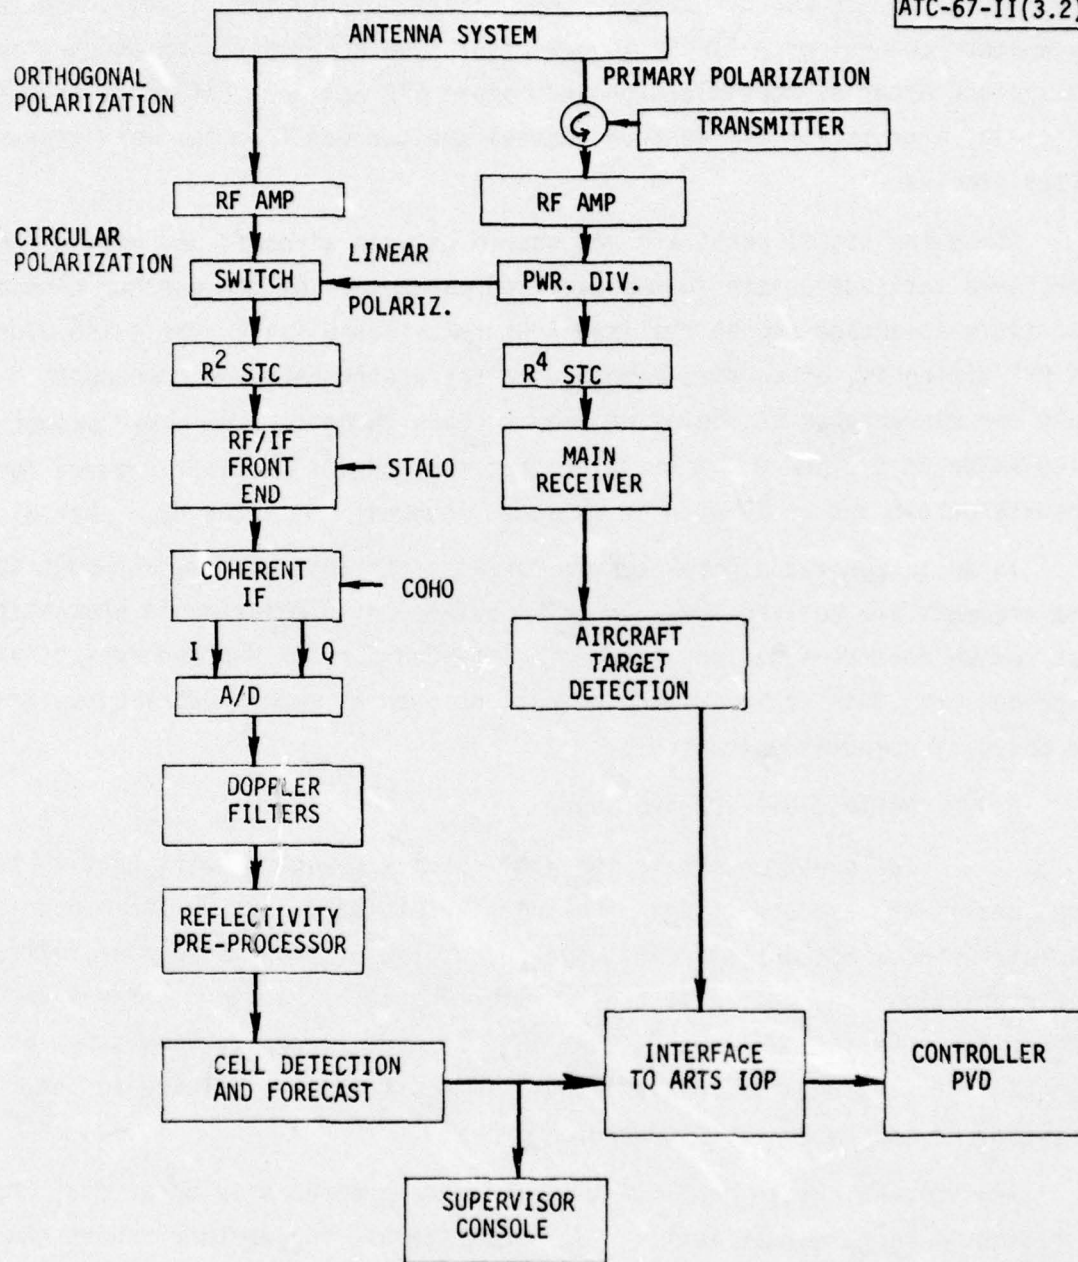 ATC-67-II(3.2)
ANTENNA SYSTEM
ORTHOGONAL
POLARIZATION
PRIMARY POLARIZATION
TRANSMITTER
RF AMP
RF AMP
CIRCULAR
POLARIZATION
LINEAR
POLARIZ.
SWITCH
PWR. DIV.
R² STC
R⁴ STC
RF/IF
FRONT
END
STALO
MAIN
RECEIVER
COHERENT
IF
COHO
I
Q
A/D
AIRCRAFT
TARGET
DETECTION
DOPPLER
FILTERS
REFLECTIVITY
PRE-PROCESSOR
CELL DETECTION
AND FORECAST
INTERFACE
TO ARTS IOP
CONTROLLER
PVD
SUPERVISOR
CONSOLE